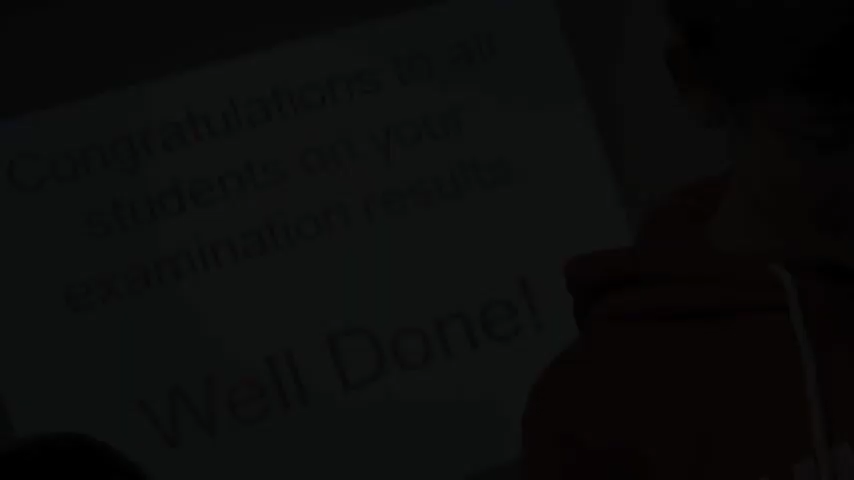 Congratulations to all
students on your
examination results
Well Done!